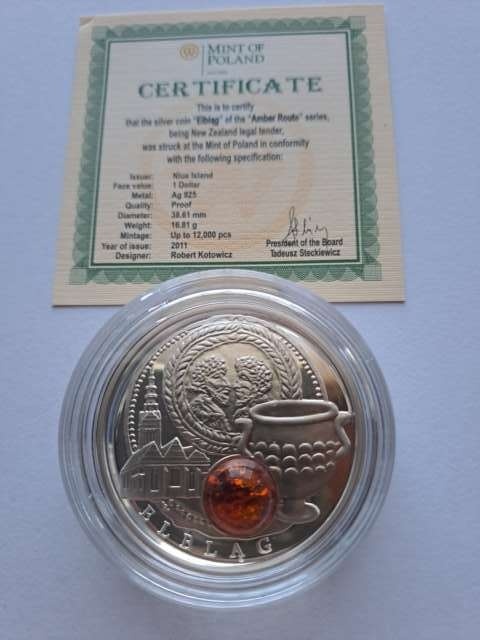 MINT OF
POLAND
CERTIFICATE
This is to certify
that the silver coin "Elbląg" of the "Amber Route" series,
being New Zealand legal tender,
was struck at the Mint of Poland in conformity
with the following specification:
Issuer: Niue Island
Face value: 1 Dollar
Metal: Ag 925
Quality: Proof
Diameter: 38.61 mm
Weight: 16.81 g
Mintage: Up to 12,000 pcs
Year of issue: 2011
Designer: Robert Kotowicz
President of the Board
Tadeusz Steckiewicz
ELBLĄG